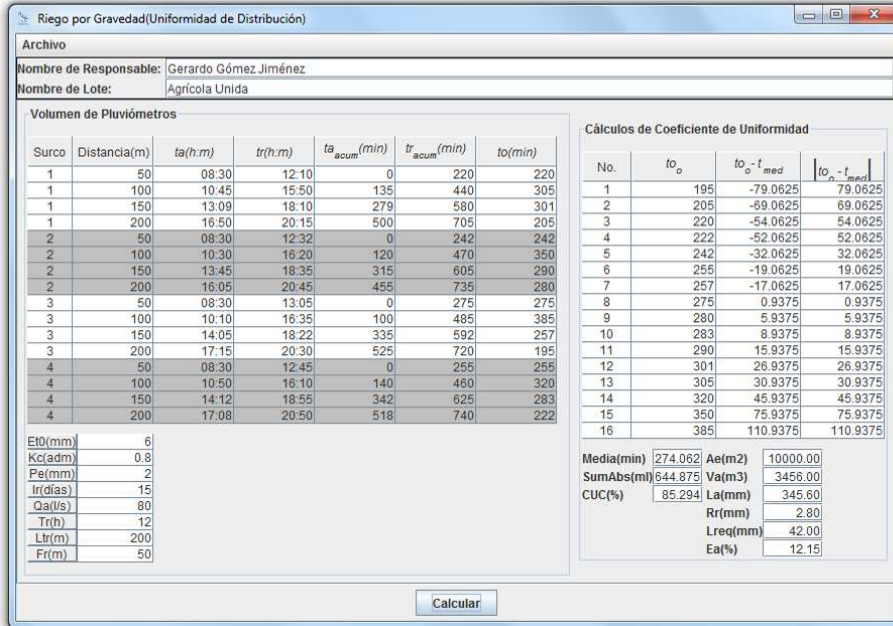 Riego por Gravedad(Uniformidad de Distribución)
Archivo
Nombre de Responsable: Gerardo Gómez Jiménez
Nombre de Lote: Agrícola Unida
Volumen de Pluviómetros
Surco Distancia(m) ta(h:m) tr(h:m) ta acum (min) tr acum (min) to(min)
1 50 08:30 12:10 0 220 220
1 100 10:45 15:50 135 440 305
1 150 13:09 18:10 279 580 301
1 200 16:50 20:15 500 705 205
2 50 08:30 12:32 0 242 242
2 100 10:30 16:20 120 470 350
2 150 13:45 18:35 315 605 290
2 200 16:05 20:45 455 735 280
3 50 08:30 13:05 0 275 275
3 100 10:10 16:35 100 485 385
3 150 14:05 18:22 335 592 257
3 200 17:15 20:30 525 720 195
4 50 08:30 12:45 0 255 255
4 100 10:50 16:10 140 460 320
4 150 14:12 18:55 342 625 283
4 200 17:08 20:50 518 740 222
Et0(mm) 6
Kc(adm) 0.8
Pe(mm) 2
Ir(días) 15
Qa(l/s) 80
Tr(h) 12
Ltr(m) 200
Fr(m) 50
Cálculos de Coeficiente de Uniformidad
No. to o to o - t med |to o - t med|
1 195 -79.0625 79.0625
2 205 -69.0625 69.0625
3 220 -54.0625 54.0625
4 222 -52.0625 52.0625
5 242 -32.0625 32.0625
6 255 -19.0625 19.0625
7 257 -17.0625 17.0625
8 275 0.9375 0.9375
9 280 5.9375 5.9375
10 283 8.9375 8.9375
11 290 15.9375 15.9375
12 301 26.9375 26.9375
13 305 30.9375 30.9375
14 320 45.9375 45.9375
15 350 75.9375 75.9375
16 385 110.9375 110.9375
Media(min) 274.062 Ae(m2) 10000.00
SumAbs(ml) 644.875 Va(m3) 3456.00
CUC(%) 85.294 La(mm) 345.60
Rr(mm) 2.80
Lreq(mm) 42.00
Ea(%) 12.15
Calcular